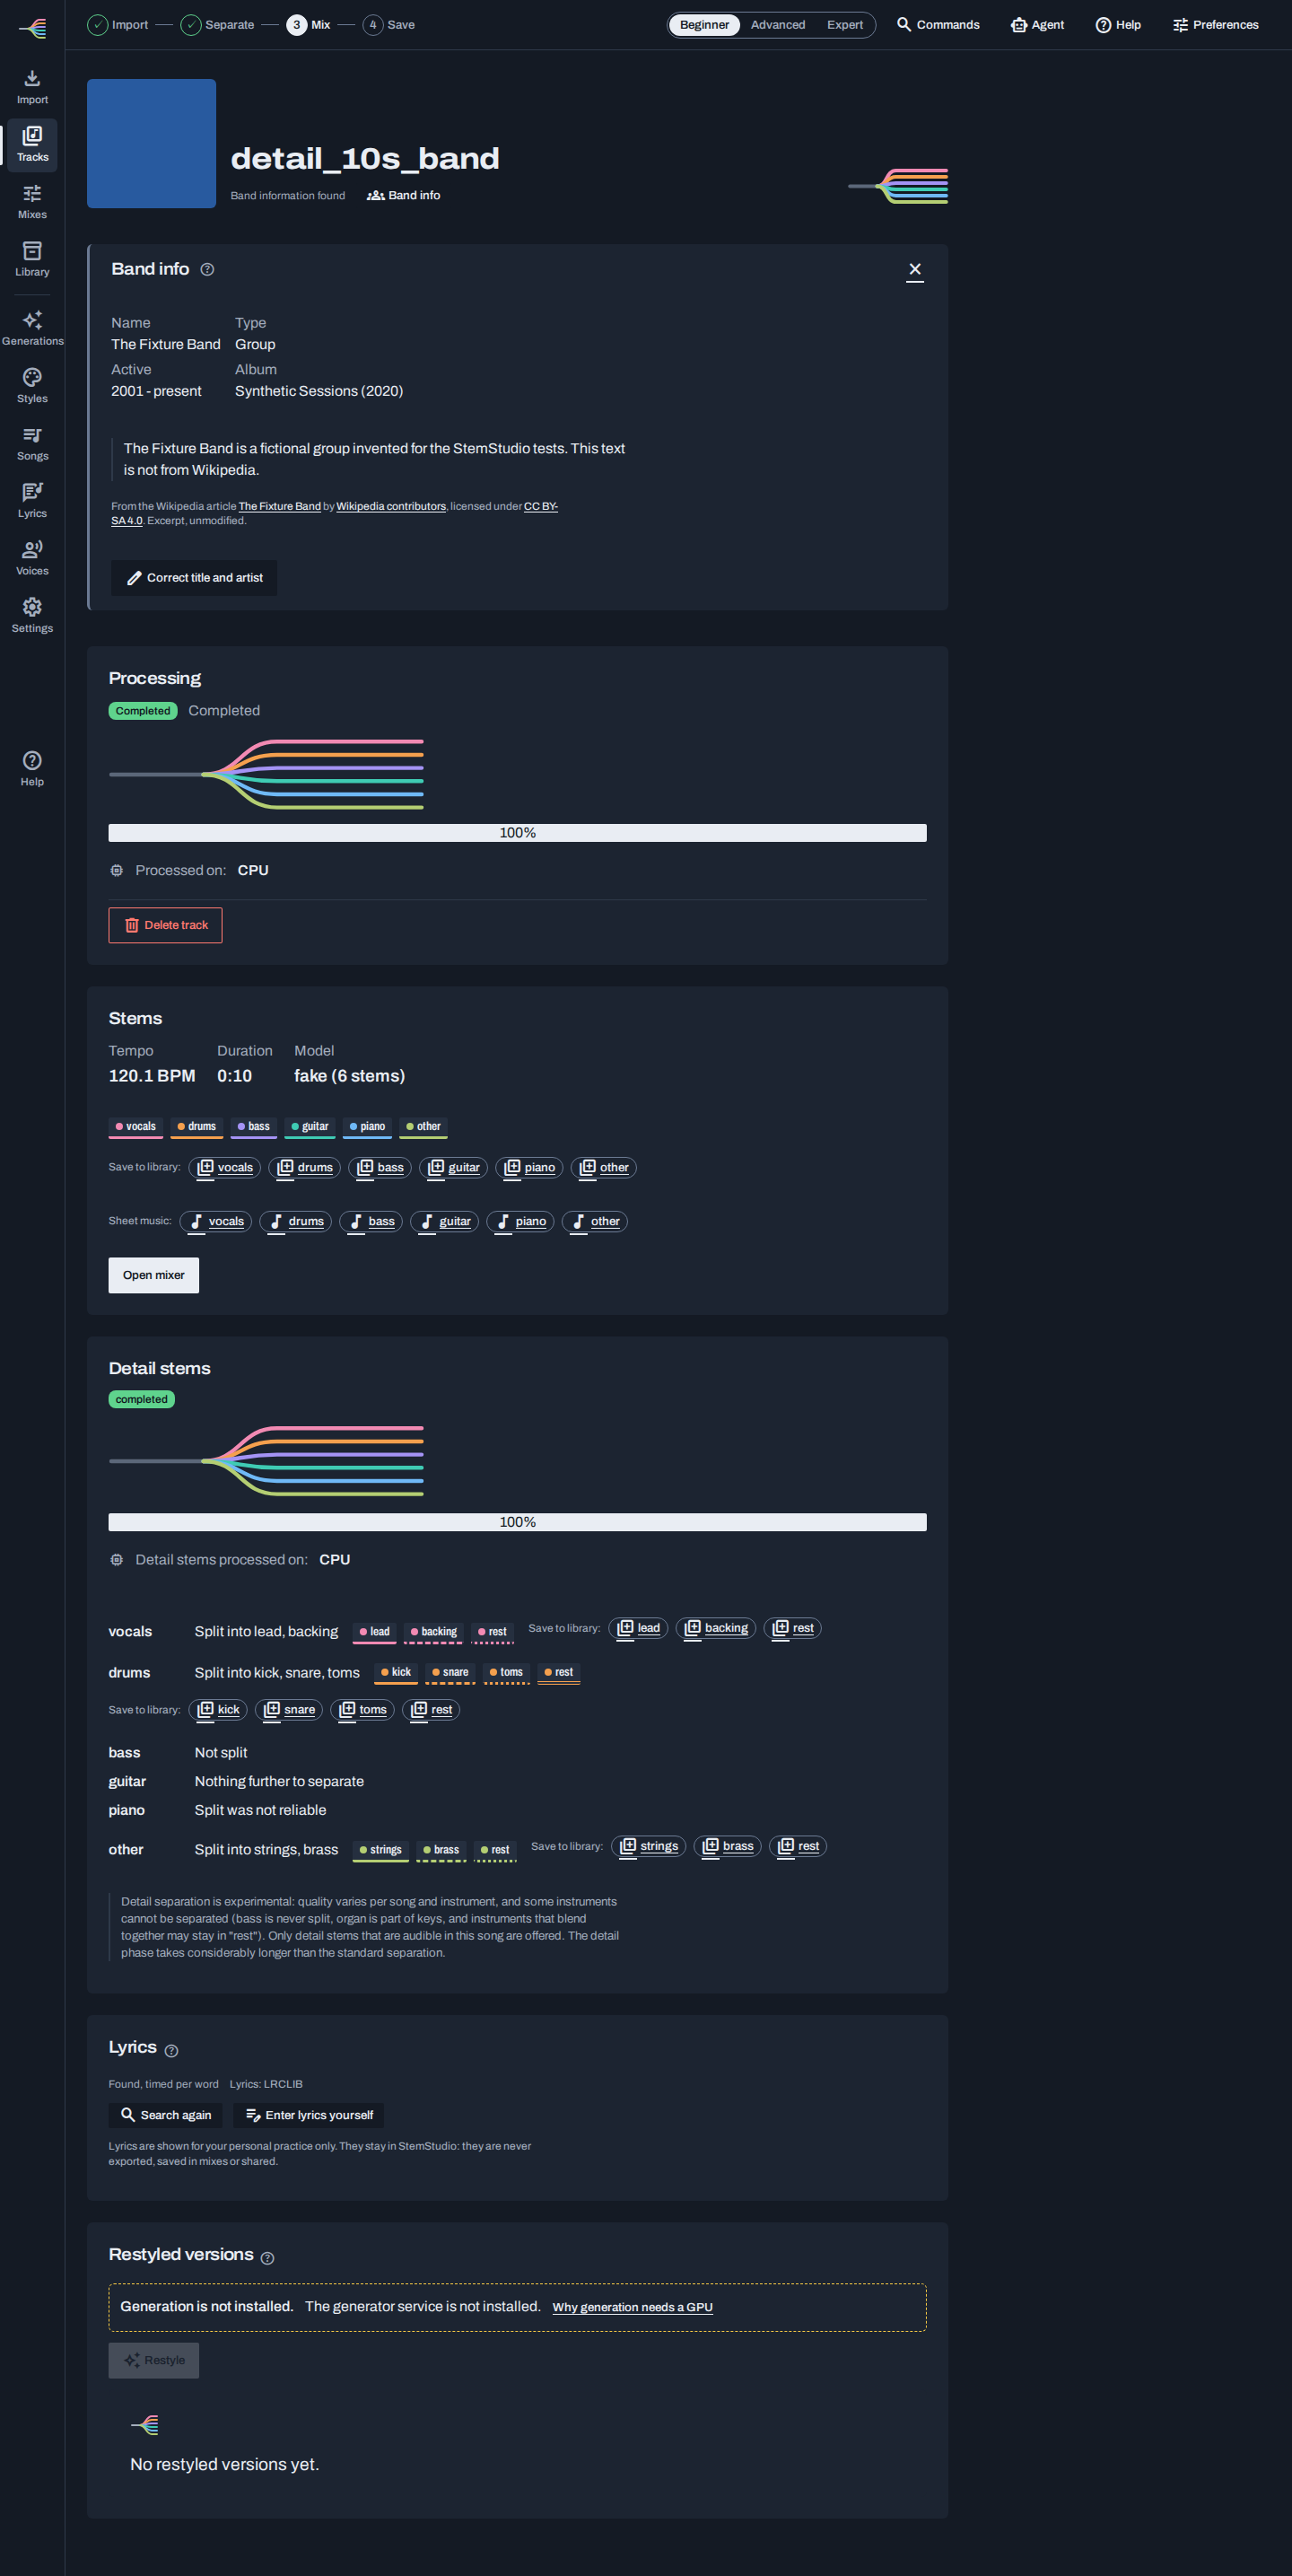 Import
Separate
3 Mix
4 Save
Beginner Advanced Expert
Commands
Agent
Help
Preferences
Import
Tracks
Mixes
Library
Generations
Styles
Songs
Lyrics
Voices
Settings
Help
detail_10s_band
Band information found Band info
Band info
Name Type
The Fixture Band Group
Active Album
2001 - present Synthetic Sessions (2020)
The Fixture Band is a fictional group invented for the StemStudio tests. This text
is not from Wikipedia.
From the Wikipedia article The Fixture Band by Wikipedia contributors, licensed under CC BY-
SA 4.0. Excerpt, unmodified.
Correct title and artist
Processing
Completed Completed
100%
Processed on: CPU
Delete track
Stems
Tempo Duration Model
120.1 BPM 0:10 fake (6 stems)
vocals drums bass guitar piano other
Save to library: vocals drums bass guitar piano other
Sheet music: vocals drums bass guitar piano other
Open mixer
Detail stems
completed
100%
Detail stems processed on: CPU
vocals Split into lead, backing lead backing rest Save to library: lead backing rest
drums Split into kick, snare, toms kick snare toms rest
Save to library: kick snare toms rest
bass Not split
guitar Nothing further to separate
piano Split was not reliable
other Split into strings, brass strings brass rest Save to library: strings brass rest
Detail separation is experimental: quality varies per song and instrument, and some instruments
cannot be separated (bass is never split, organ is part of keys, and instruments that blend
together may stay in "rest"). Only detail stems that are audible in this song are offered. The detail
phase takes considerably longer than the standard separation.
Lyrics
Found, timed per word Lyrics: LRCLIB
Search again Enter lyrics yourself
Lyrics are shown for your personal practice only. They stay in StemStudio: they are never
exported, saved in mixes or shared.
Restyled versions
Generation is not installed. The generator service is not installed. Why generation needs a GPU
Restyle
No restyled versions yet.